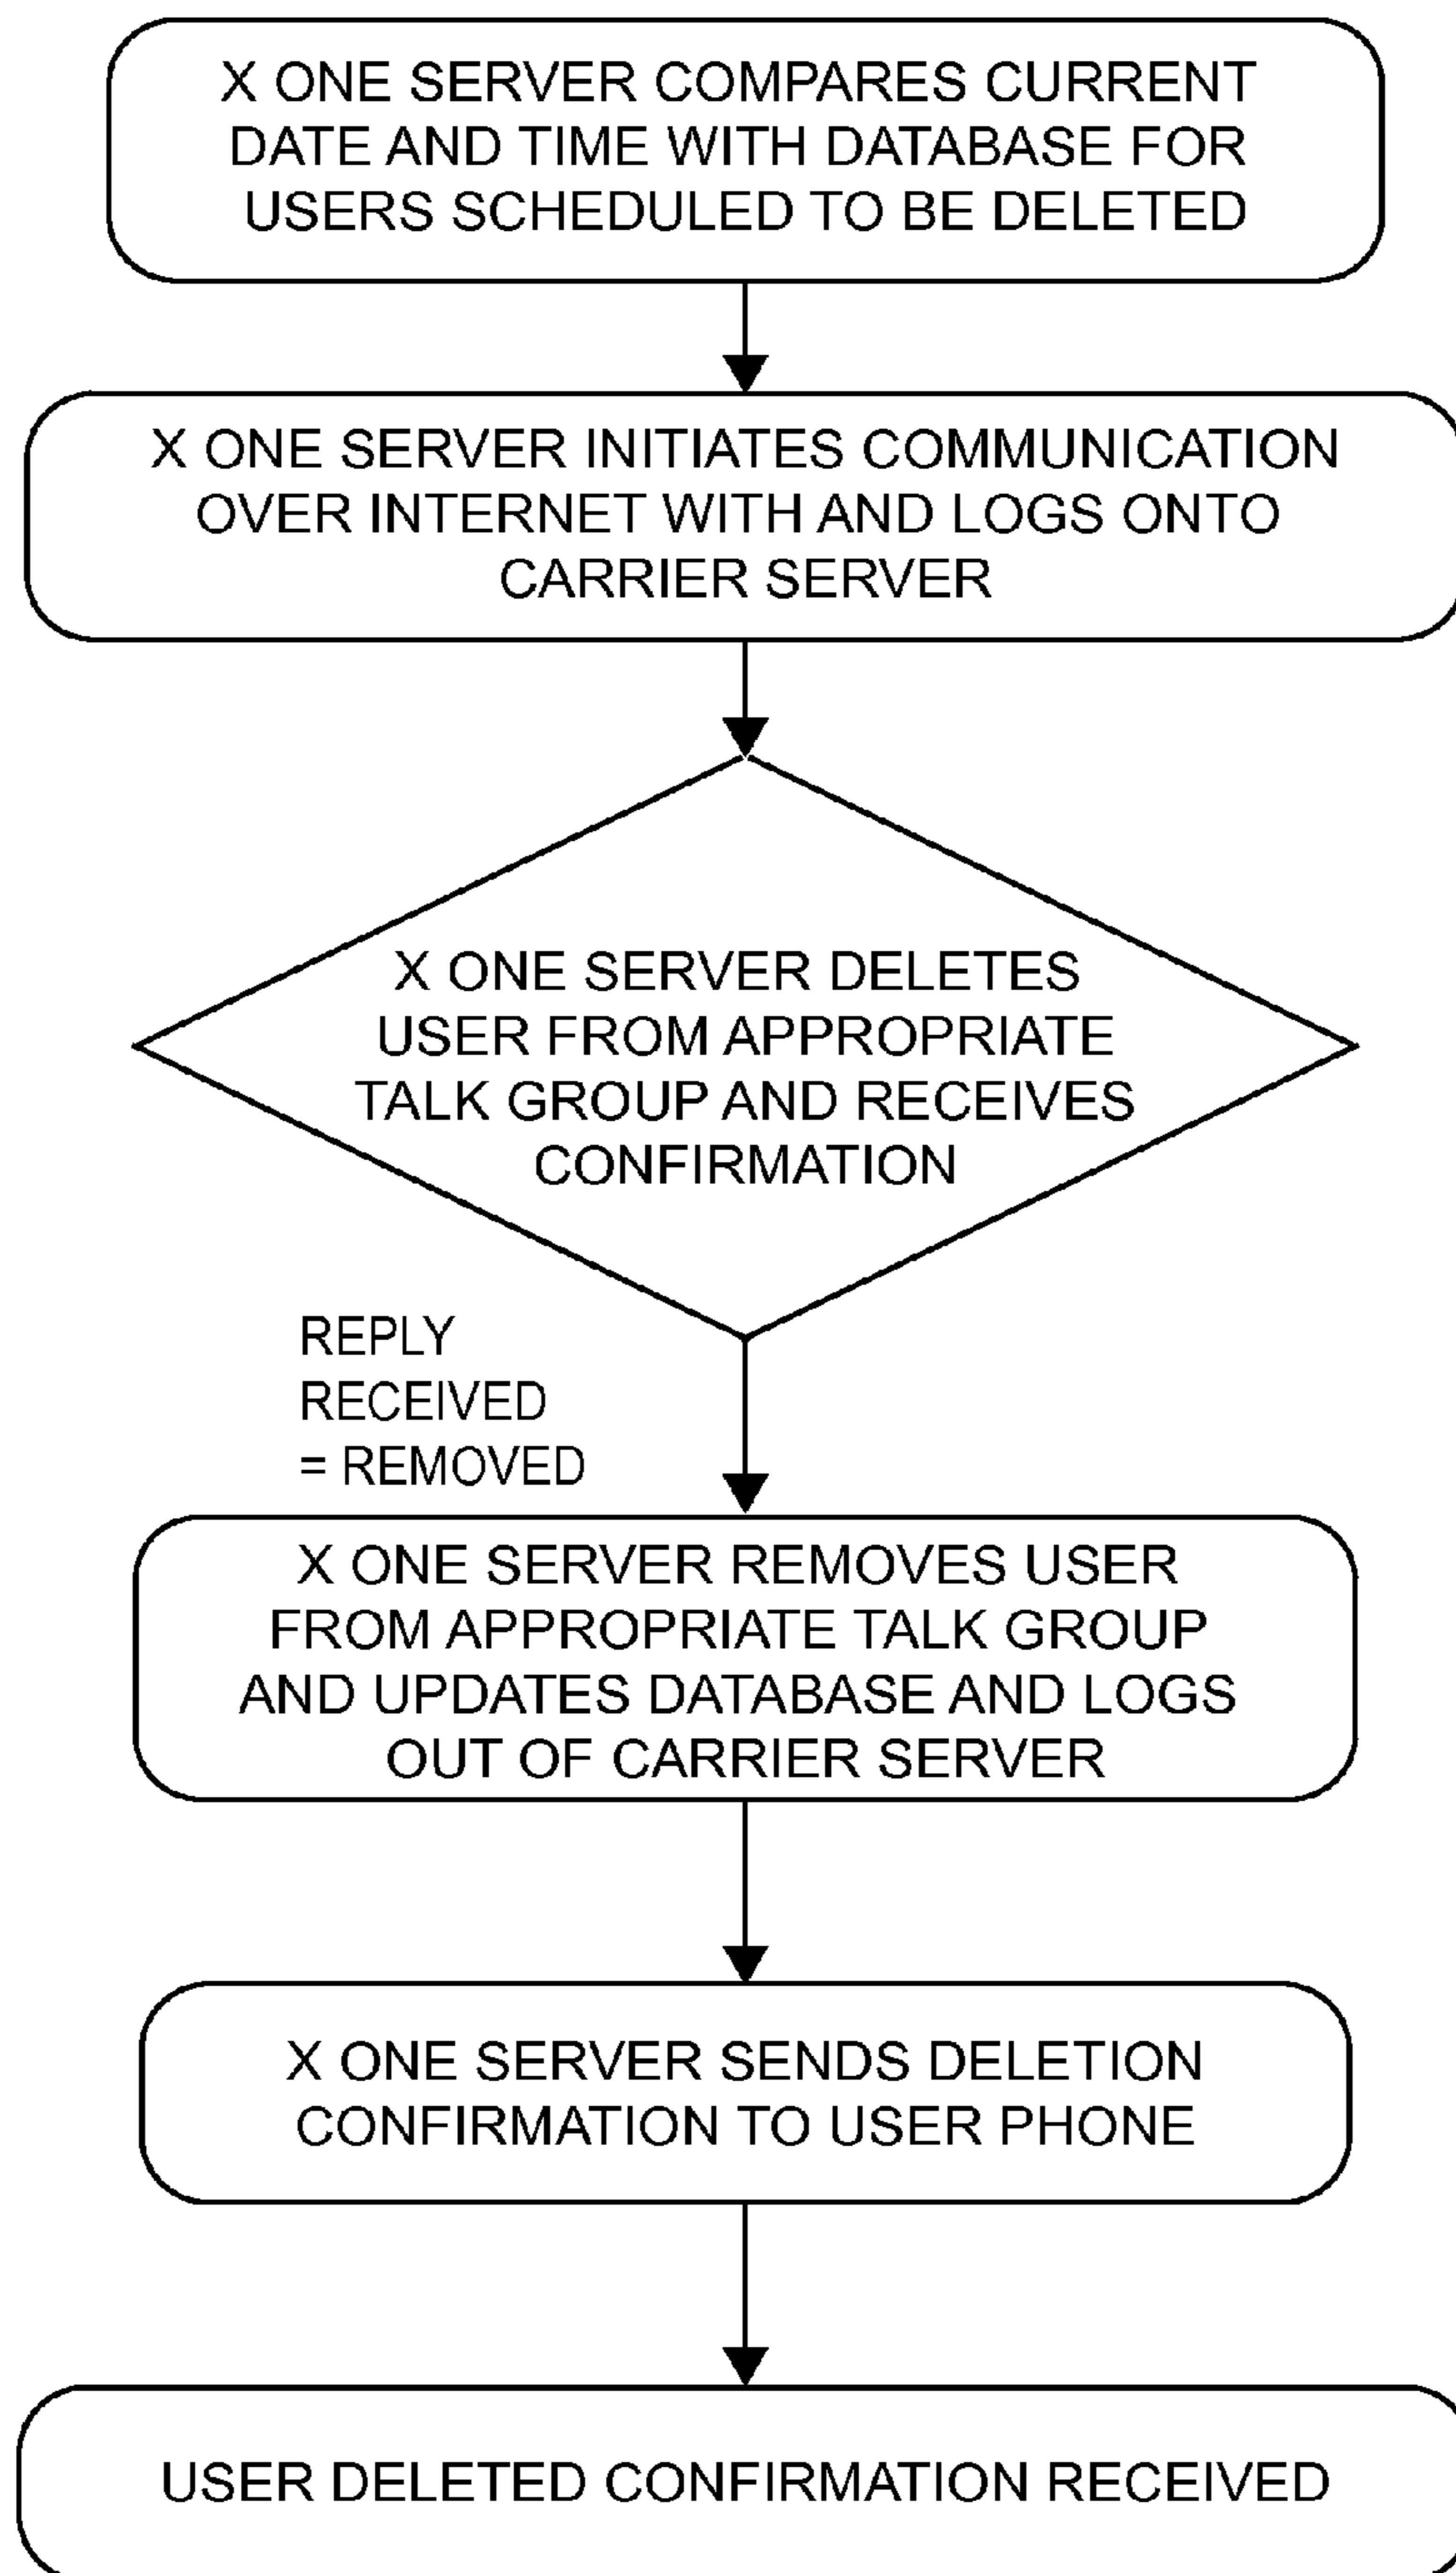 X ONE SERVER COMPARES CURRENT
DATE AND TIME WITH DATABASE FOR
USERS SCHEDULED TO BE DELETED
X ONE SERVER INITIATES COMMUNICATION
OVER INTERNET WITH AND LOGS ONTO
CARRIER SERVER
X ONE SERVER DELETES
USER FROM APPROPRIATE
TALK GROUP AND RECEIVES
CONFIRMATION
REPLY
RECEIVED
= REMOVED
X ONE SERVER REMOVES USER
FROM APPROPRIATE TALK GROUP
AND UPDATES DATABASE AND LOGS
OUT OF CARRIER SERVER
X ONE SERVER SENDS DELETION
CONFIRMATION TO USER PHONE
USER DELETED CONFIRMATION RECEIVED